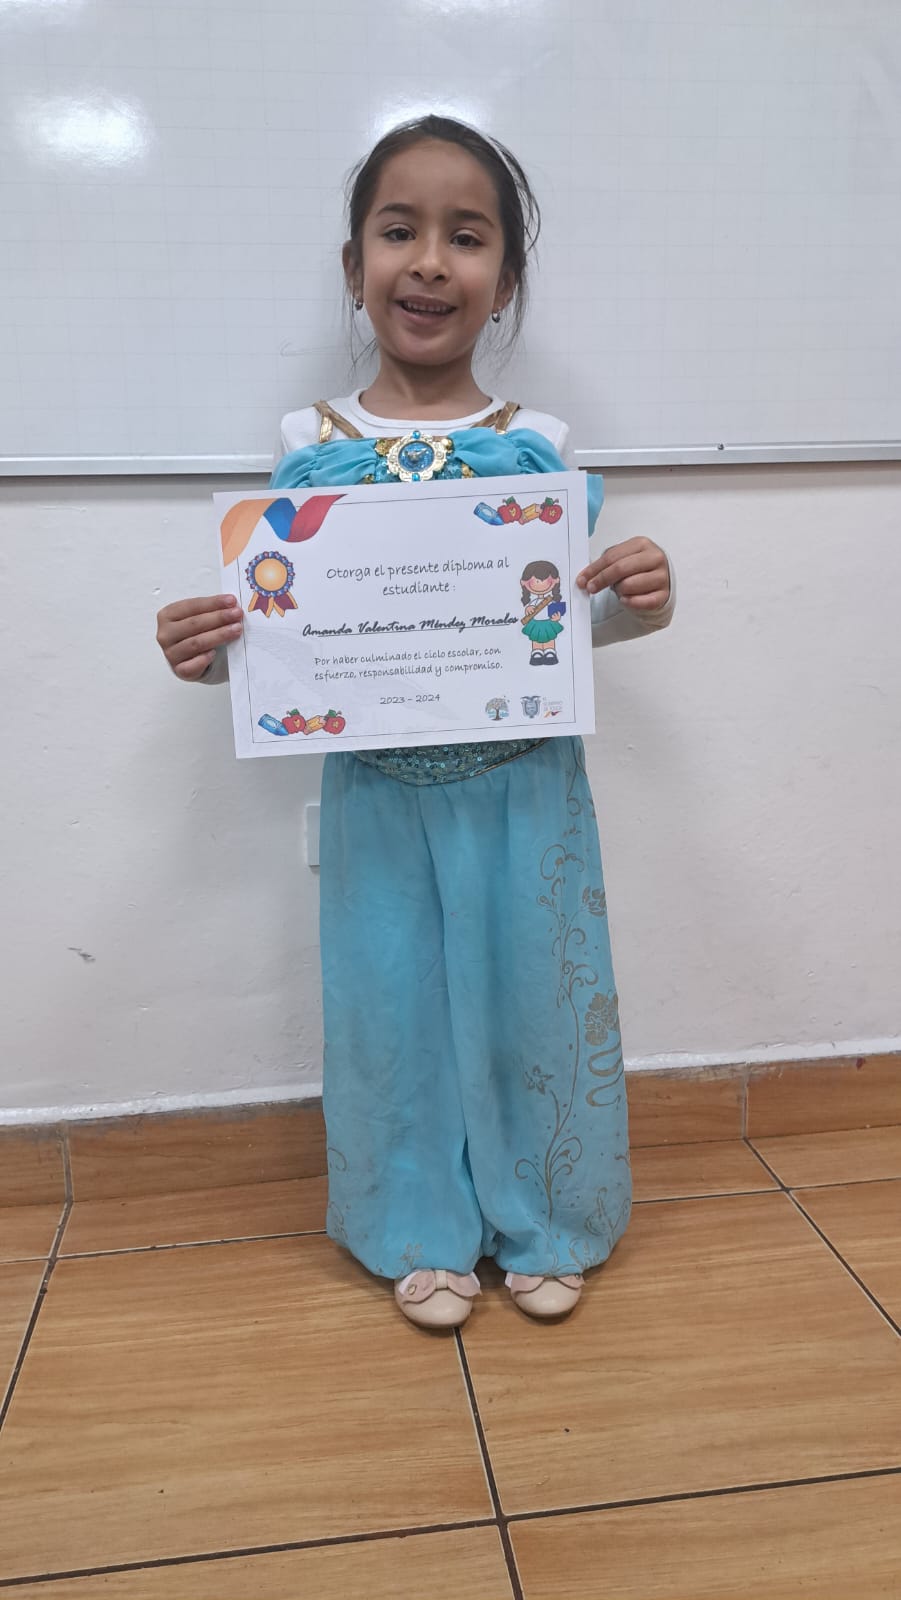 Otorga el presente diploma al
estudiante :
Amanda Valentina Méndez Morales
Por haber culminado el ciclo escolar, con
esfuerzo, responsabilidad y compromiso.
2023 - 2024